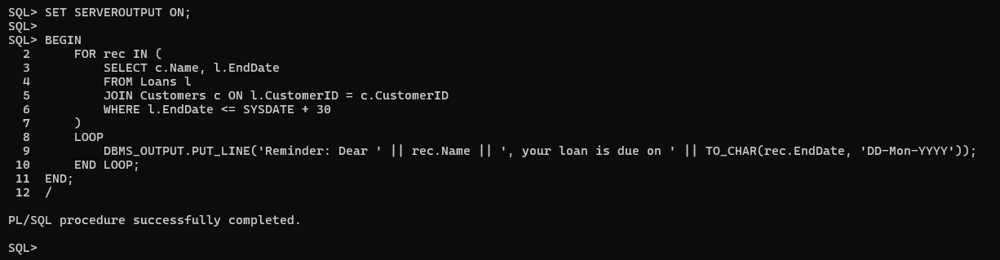 SQL> SET SERVEROUTPUT ON;
SQL>
SQL> BEGIN
  2      FOR rec IN (
  3          SELECT c.Name, l.EndDate
  4          FROM Loans l
  5          JOIN Customers c ON l.CustomerID = c.CustomerID
  6          WHERE l.EndDate <= SYSDATE + 30
  7      )
  8      LOOP
  9          DBMS_OUTPUT.PUT_LINE('Reminder: Dear ' || rec.Name || ', your loan is due on ' || TO_CHAR(rec.EndDate, 'DD-Mon-YYYY'));
 10      END LOOP;
 11  END;
 12  /
PL/SQL procedure successfully completed.
SQL>